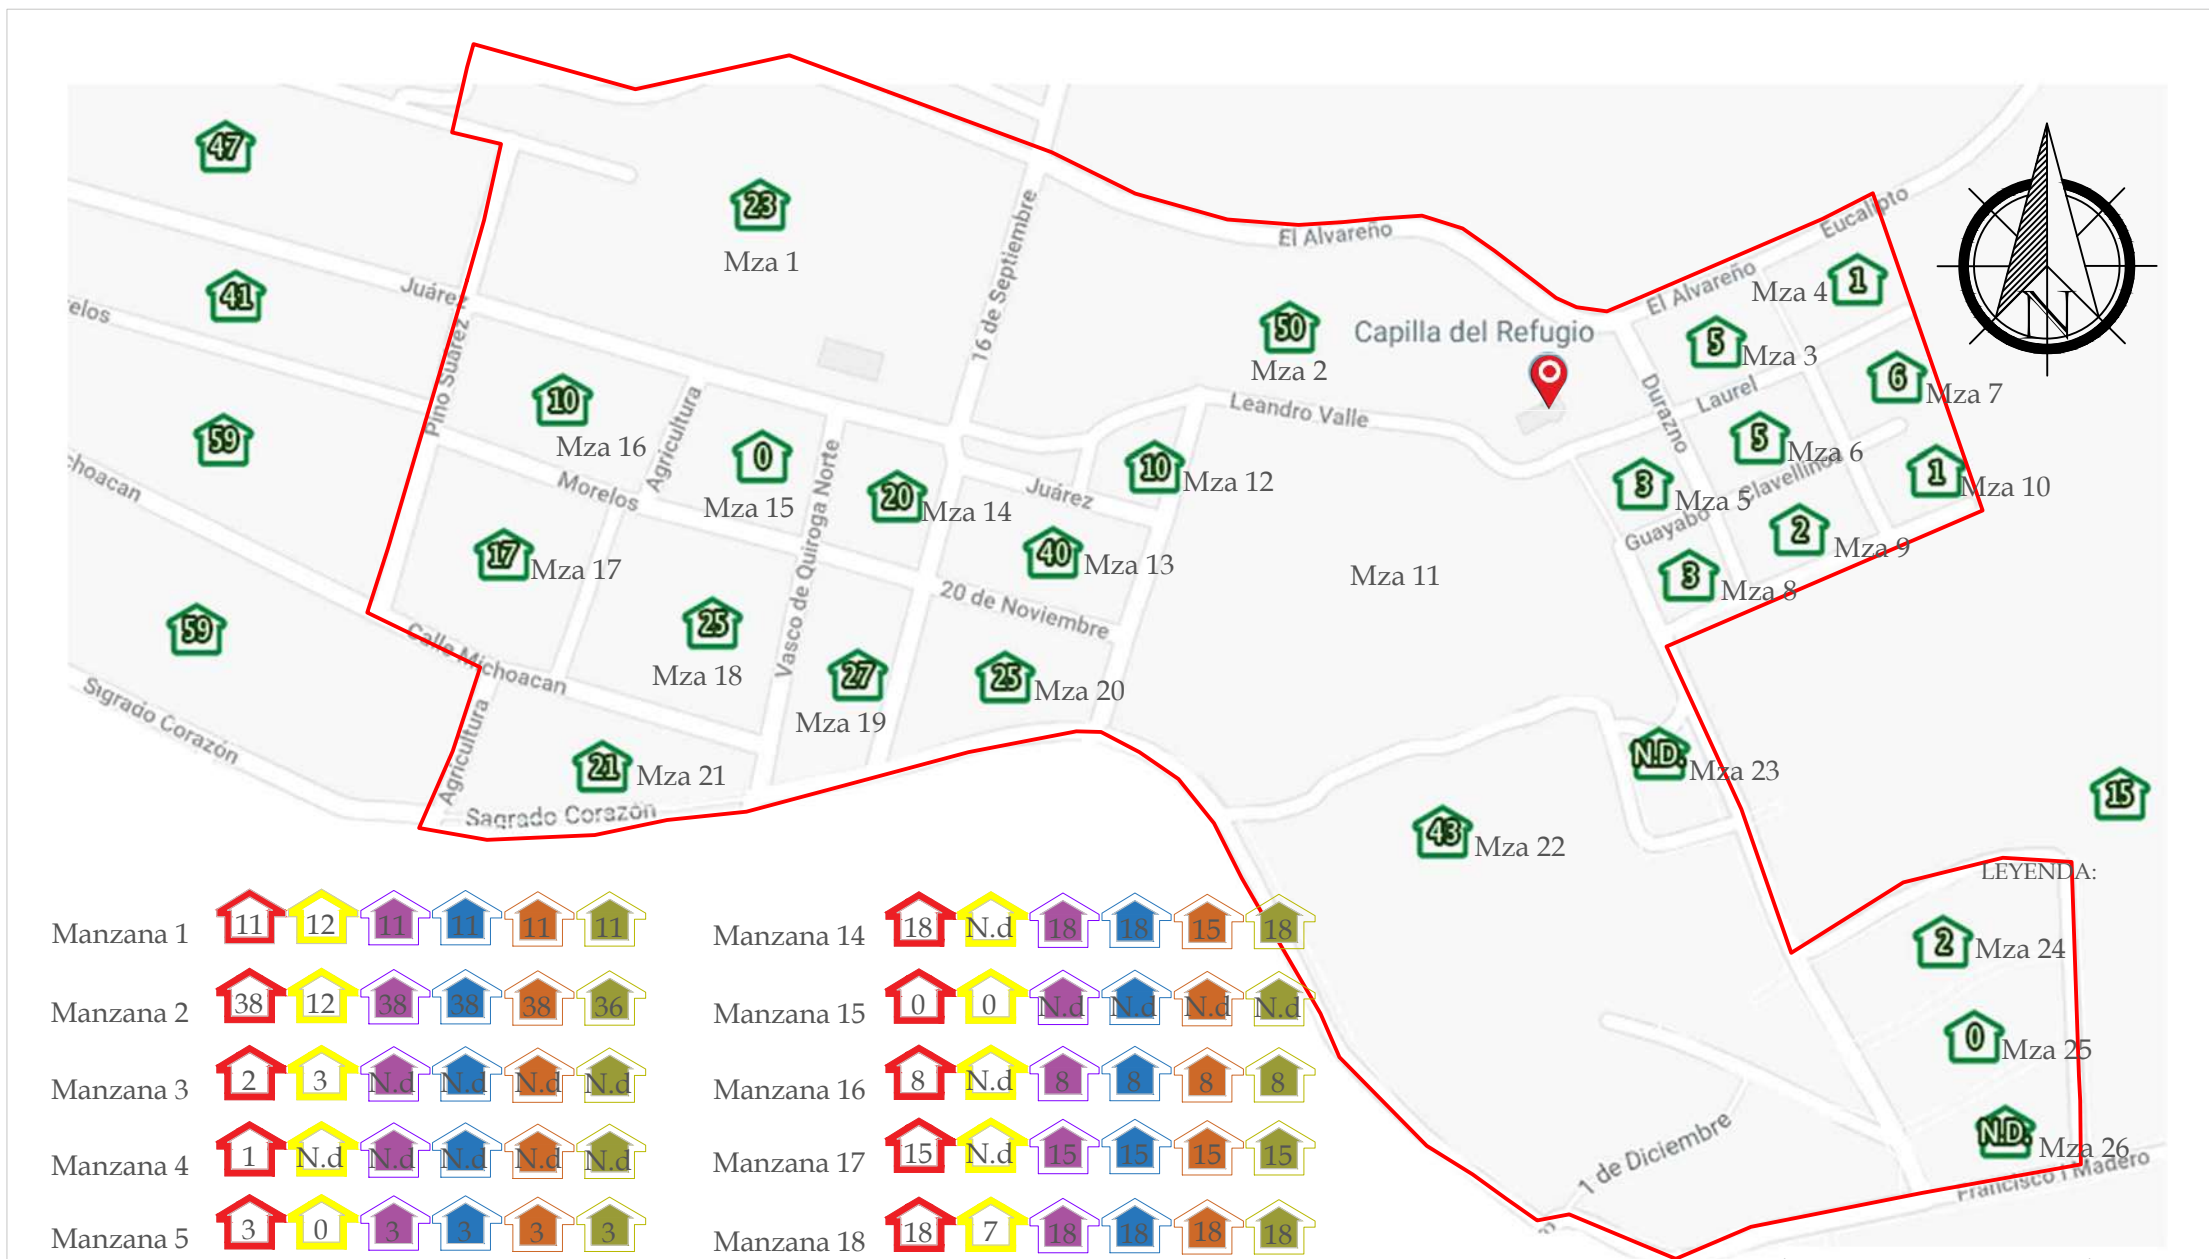 47
23
Mza 1
16 de Septiembre
El Alvareño
Eucalipto
El Alvareño
Mza 4
1
N
41
Juárez
elos
Pino Suárez
50
Mza 2
Capilla del Refugio
5
Mza 3
Durazno
Laurel
6
Mza 7
10
Mza 16
Agricultura
Leandro Valle
59
choacan
Morelos
0
Mza 15
Vasco de Quiroga Norte
20
Mza 14
Juárez
10
Mza 12
5
Mza 6
Clavellinos
3
Mza 5
Guayabo
1
Mza 10
2
Mza 9
17
Mza 17
40
Mza 13
20 de Noviembre
Mza 11
3
Mza 8
59
Calle Michoacan
25
Mza 18
27
Mza 19
25
Mza 20
Sigrado Corazón
Agricultura
21
Mza 21
Sagrado Corazón
N.D.
Mza 23
43
Mza 22
15
LEYENDA:
2
Mza 24
0
Mza 25
N.D.
Mza 26
1 de Diciembre
Francisco I Madero
Manzana 1 11 12 11 11 11 11
Manzana 2 38 12 38 38 38 36
Manzana 3 2 3 N.d N.d N.d N.d
Manzana 4 1 N.d N.d N.d N.d N.d
Manzana 5 3 0 3 3 3 3
Manzana 14 18 N.d 18 18 15 18
Manzana 15 0 0 N.d N.d N.d N.d
Manzana 16 8 N.d 8 8 8 8
Manzana 17 15 N.d 15 15 15 15
Manzana 18 18 7 18 18 18 18